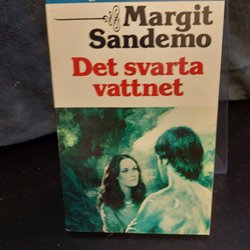 Margit
Sandemo
Det svarta
vattnet